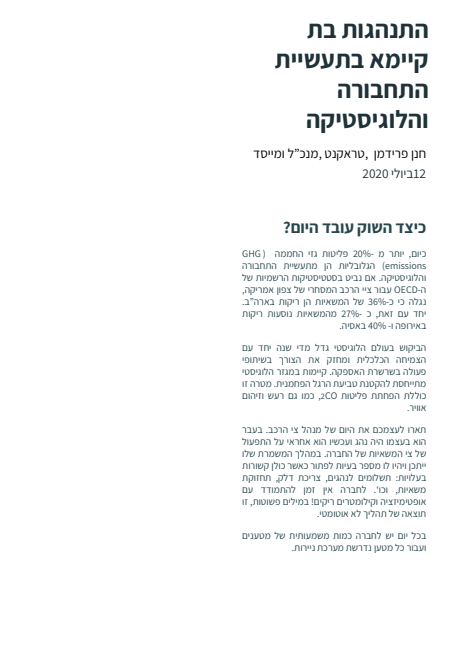 התנהגות בת
קיימא בתעשיית
התחבורה
והלוגיסטיקה
חנן פרידמן ,טראקנט ,מנכ”ל ומייסד
12ביולי 2020
כיצד השוק עובד היום?
כיום, יותר מ -20% פליטות גזי החממה (GHG
emissions) הגלובליות הן מתעשיית התחבורה
והלוגיסטיקה. אם נביט בסטטיסטיקות הרשמיות של
ה-OECD עבור ציי הרכב המסחרי של צפון אמריקה,
נגלה כי כ-36% של המשאיות הן ריקות בארה"ב.
יחד עם זאת, כ -27% מהמשאיות נוסעות ריקות
באירופה ו- 40% באסיה.
הביקוש בעולם הלוגיסטי גדל מדי שנה יחד עם
הצמיחה הכלכלית ומחזק את הצורך בשיתופי
פעולה בשרשרת האספקה. קיימות במגזר הלוגיסטי
מתייחסת להקטנת טביעת הרגל הפחמנית. מטרה זו
כוללת הפחתת פליטות 2CO, כמו גם רעש וזיהום
אוויר.
תארו לעצמכם את היום של מנהל צי הרכב. בעבר
הוא בעצמו היה נהג ועכשיו הוא אחראי על התפעול
של צי המשאיות של החברה. במהלך המשמרת שלו
ייתכן ויהיו לו מספר בעיות לפתור כאשר כולן קשורות
בעלויות: תשלומים לנהגים, צריכת דלק, תחזוקת
משאיות, וכו'. לחברה אין זמן להתמודד עם
אופטימיזציה וקילומטרים ריקים! במילים פשוטות, זו
תוצאה של תהליך לא אוטומטי.
בכל יום יש לחברה כמות משמעותית של מטענים
ועבור כל מטען נדרשת מערכת ניירות.